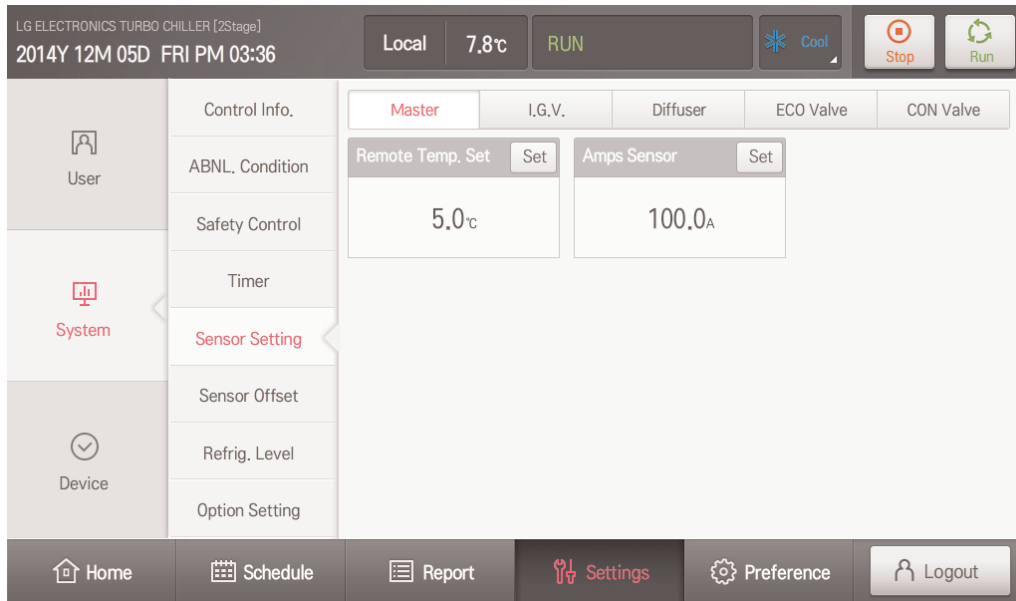 LG ELECTRONICS TURBO CHILLER [2Stage]
2014Y 12M 05D FRI PM 03:36
Local 7.8℃ RUN Cool Stop Run
User
System
Device
Control Info.
ABNL. Condition
Safety Control
Timer
Sensor Setting
Sensor Offset
Refrig. Level
Option Setting
Master I.G.V. Diffuser ECO Valve CON Valve
Remote Temp. Set Set
5.0℃
Amps Sensor Set
100.0A
Home Schedule Report Settings Preference Logout